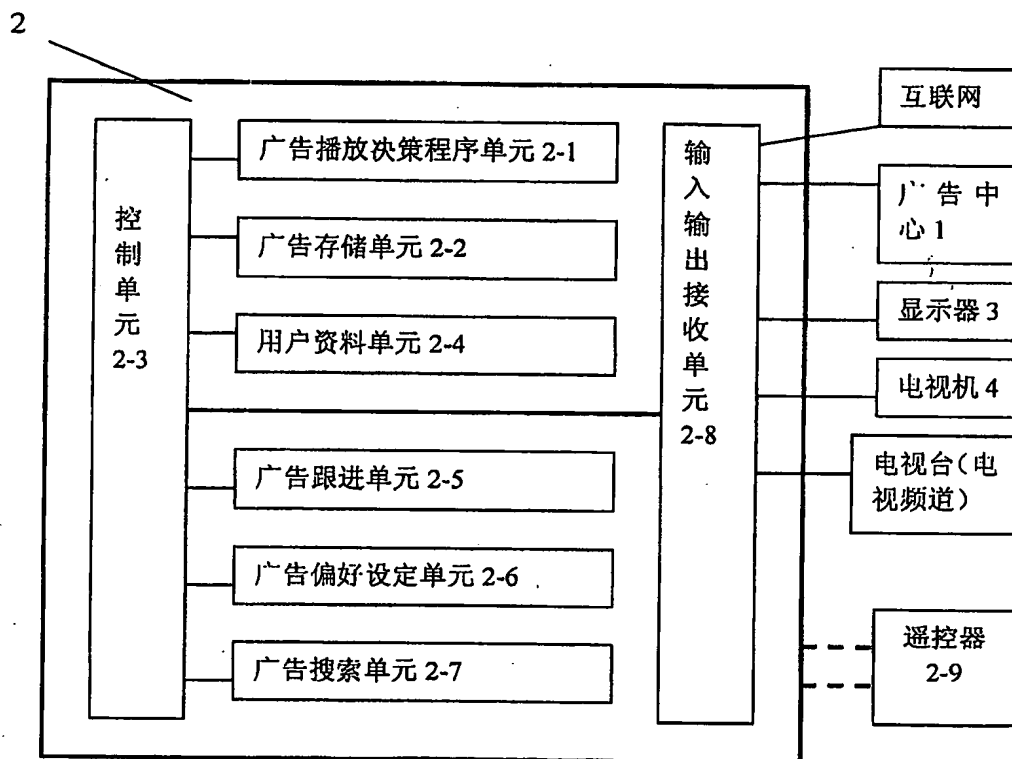 2
互联网
广告播放决策程序单元 2-1
输入输出接收单元
2-8
广告中
心 1
控制单元
2-3
广告存储单元 2-2
显示器 3
用户资料单元 2-4
电视机 4
广告跟进单元 2-5
电视台(电
视频道)
广告偏好设定单元 2-6
遥控器
2-9
广告搜索单元 2-7